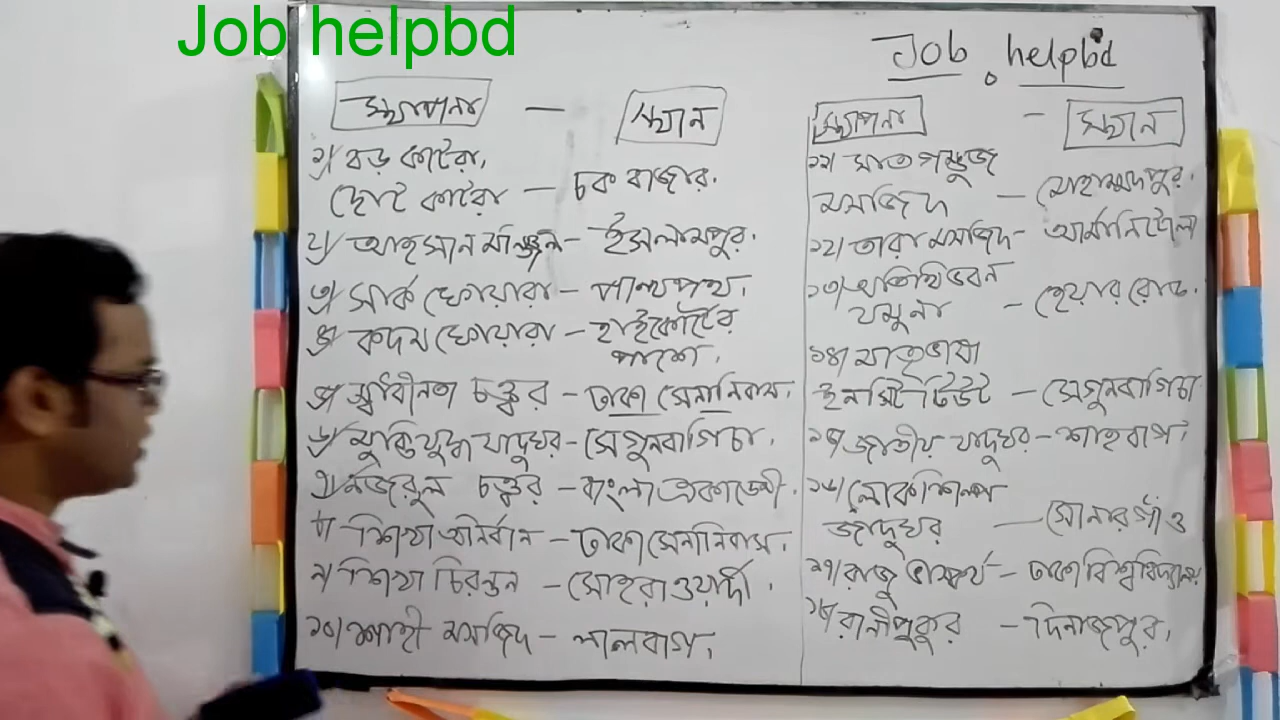 Job helpbd
Job helpbd
স্থাপনা — স্থান
১) বড় কাটরা,
ছোট কাটরা — চক বাজার.
২) আহসান মঞ্জিল — ইসলামপুর.
৩) সার্ক ফোয়ারা — পান্থপথ.
৪) কদম ফোয়ারা — হাইকোর্টের
পাশে.
৫) স্বাধীনতা চত্ত্বর — ঢাকা সেনানিবাস.
৬) মুক্তিযুদ্ধ যাদুঘর — সেগুনবাগিচা.
৭) নজরুল চত্ত্বর — বাংলা একাডেমী.
৮) শিখা অনির্বান — ঢাকা সেনানিবাস.
৯) শিখা চিরন্তন — সোহরাওয়ার্দী.
১০) শাহী মসজিদ — লালবাগ.
স্থাপনা — স্থান
১১) সাত গম্বুজ
মসজিদ — মোহাম্মদপুর.
১২) তারা মসজিদ — আর্মানিটোলা
১৩) অতিথি ভবন
যমুনা — হেয়ার রোড.
১৪) মাতৃভাষা
ইনস্টিটিউট — সেগুনবাগিচা
১৫) জাতীয় যাদুঘর — শাহবাগ.
১৬) লোকশিল্প
জাদুঘর — সোনারগাঁও
১৭) রাজু ভাস্কর্য — ঢাকা বিশ্ববিদ্যালয়
১৮) রানীপুকুর — দিনাজপুর.